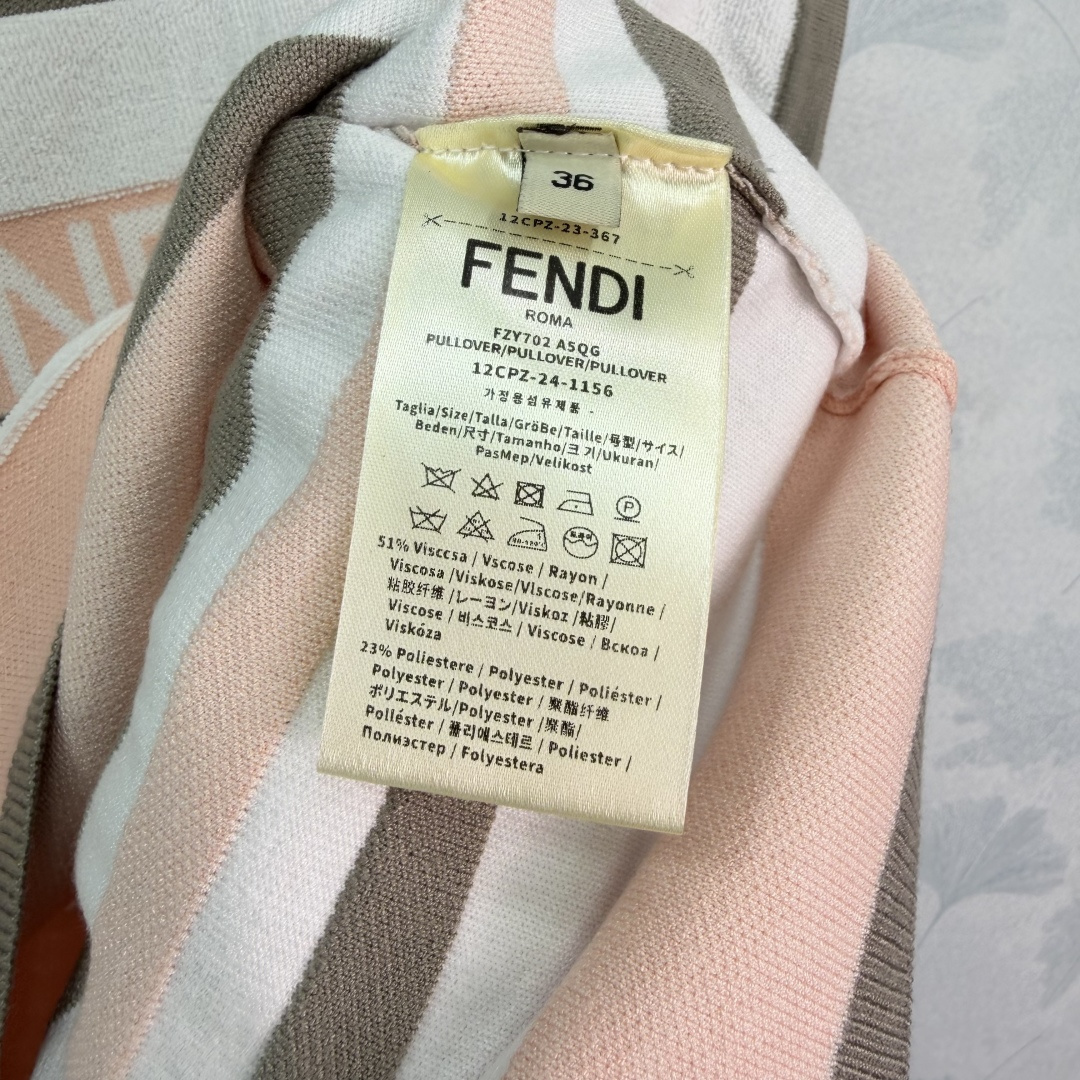 36
12CPZ-23-367
FENDI
ROMA
FZY702 A5QG
PULLOVER/PULLOVER/PULLOVER
12CPZ-24-1156
가정용섬유제품 -
Taglia/Size/Talla/GröBe/Taille/号型/サイズ/
Beden/尺寸/Tamanho/크기/Ukuran/
PasMep/Velikost
P
51% Visccsa / Vscose / Rayon /
Viscosa /Viskose/Vlscose/Rayonne /
粘胶纤维 /レーヨン/Viskoz /粘膠/
Viscose / 비스코스 / Viscose / Вскоа /
Viskóza
23% Poliestere / Polyester / Poliéster /
Polyester / Polyester / 聚酯纤维
ポリエステル/Polyester /聚酯/
Poliéster / 폴리에스테르 / Poliester /
Полиэстер / Folyestera